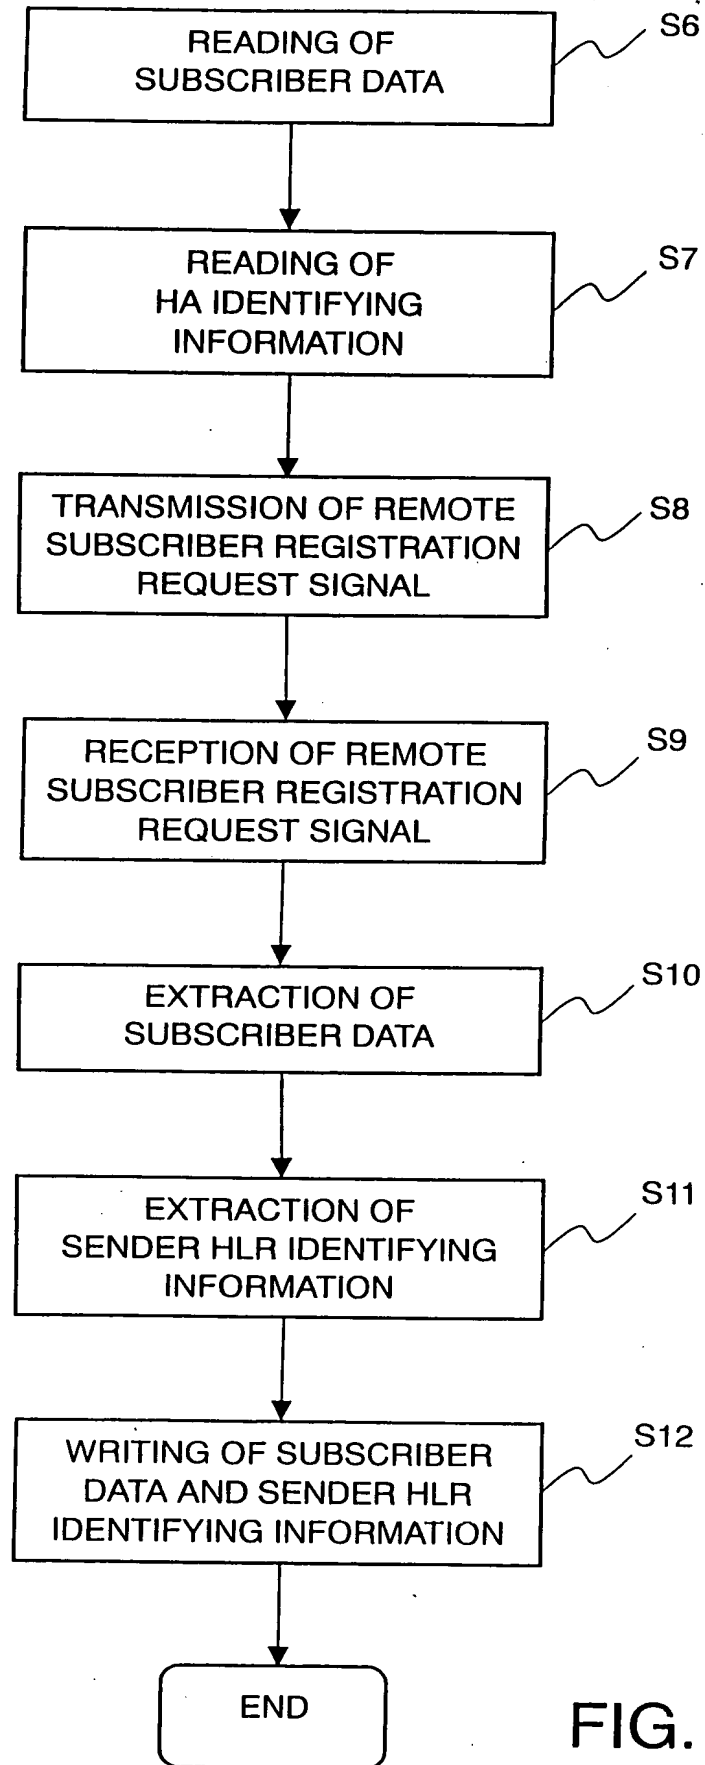 READING OF
SUBSCRIBER DATA
S6
READING OF
HA IDENTIFYING
INFORMATION
S7
TRANSMISSION OF REMOTE
SUBSCRIBER REGISTRATION
REQUEST SIGNAL
S8
RECEPTION OF REMOTE
SUBSCRIBER REGISTRATION
REQUEST SIGNAL
S9
EXTRACTION OF
SUBSCRIBER DATA
S10
EXTRACTION OF
SENDER HLR IDENTIFYING
INFORMATION
S11
WRITING OF SUBSCRIBER
DATA AND SENDER HLR
IDENTIFYING INFORMATION
S12
END
FIG.